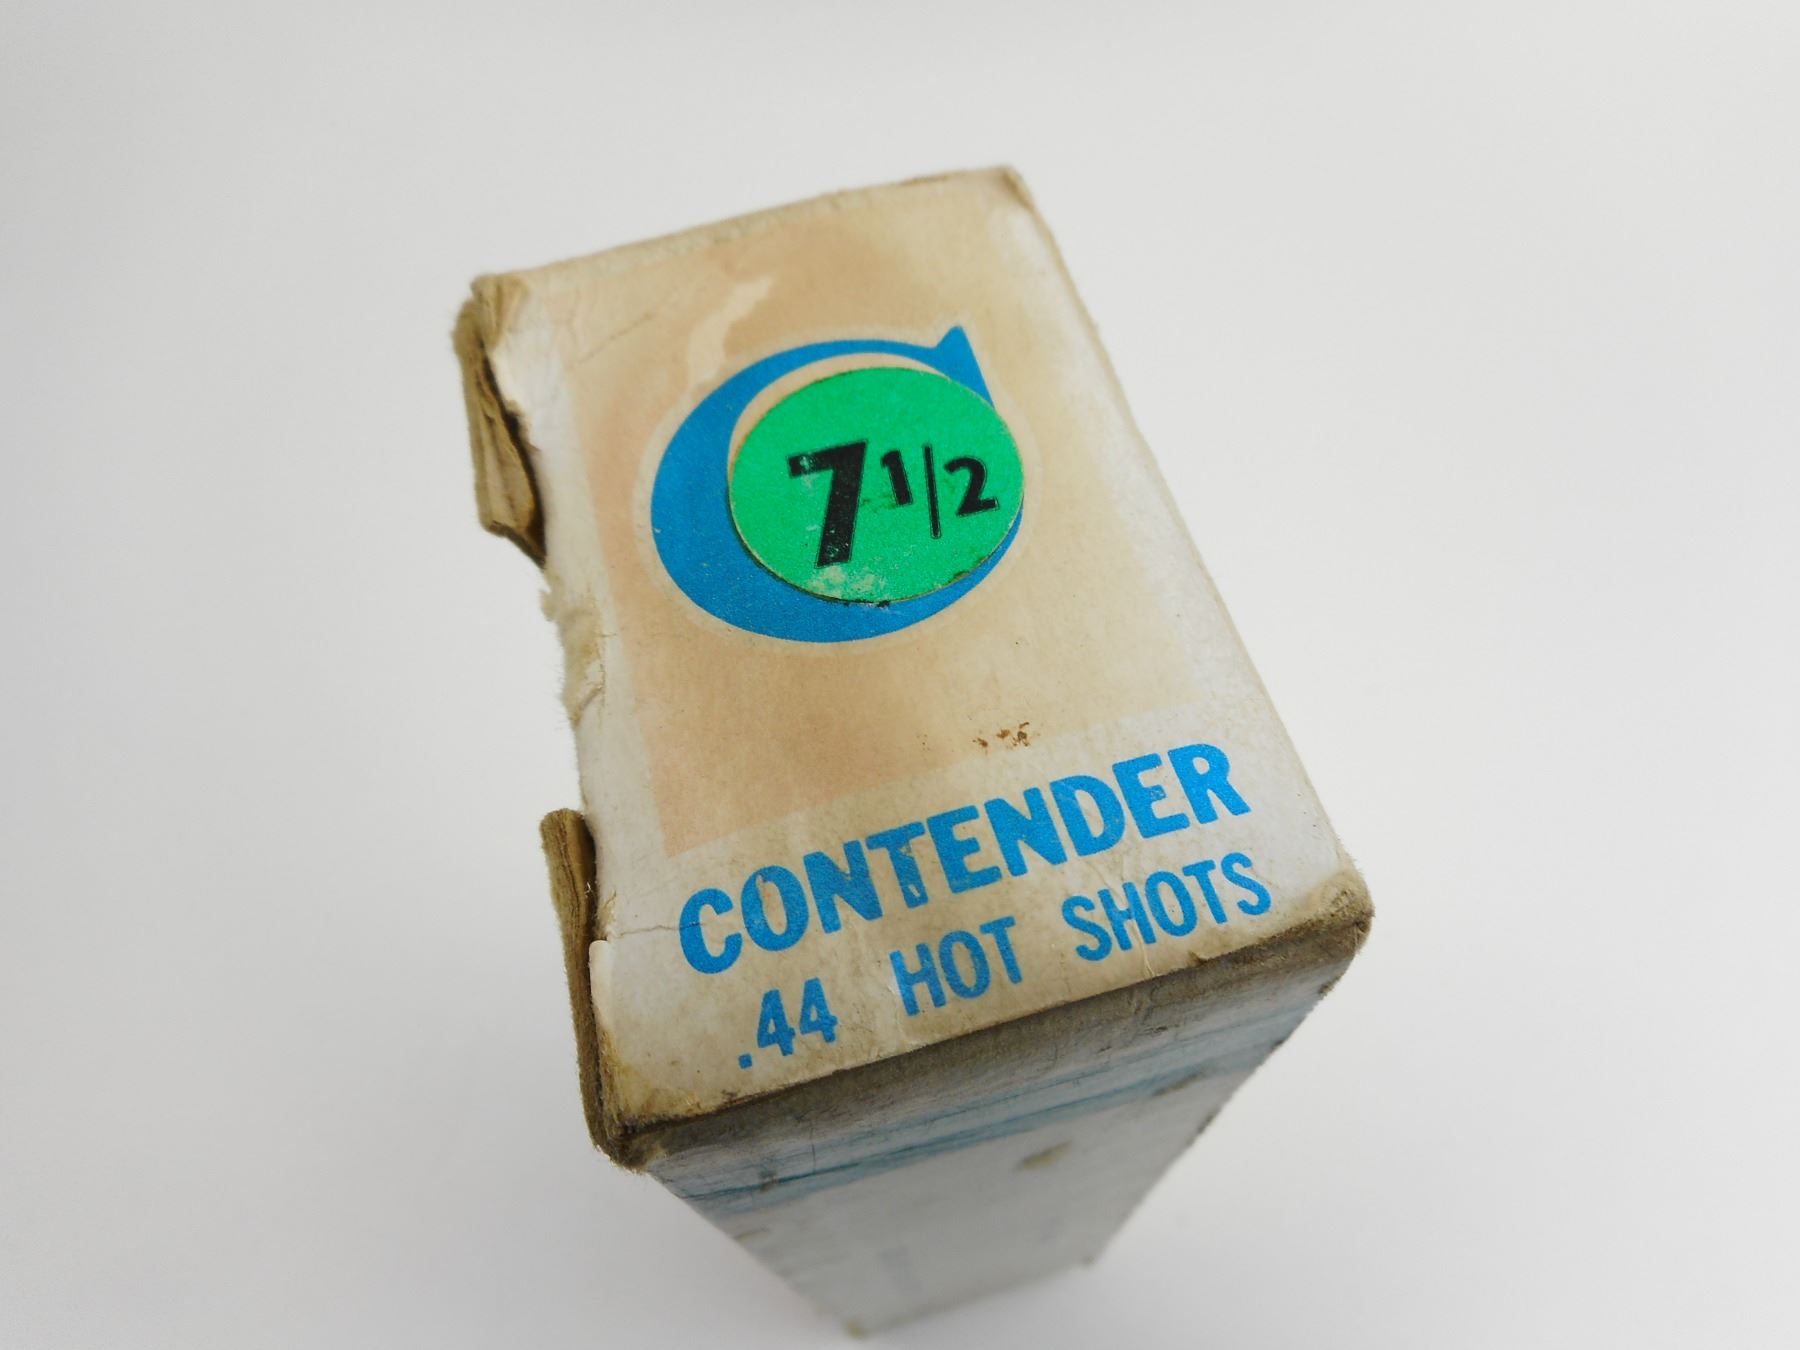 C
7 1/2
CONTENDER
.44 HOT SHOTS